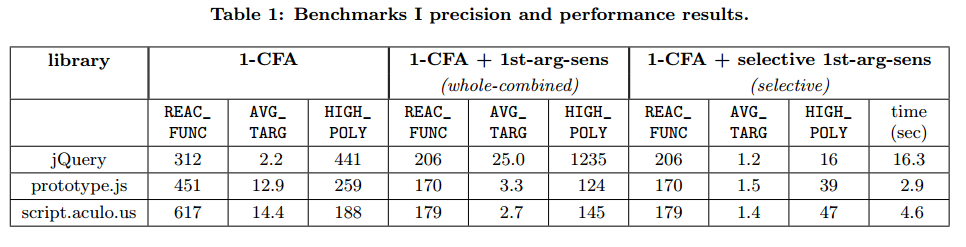 Table 1: Benchmarks I precision and performance results.
library 1-CFA 1-CFA + 1st-arg-sens 1-CFA + selective 1st-arg-sens
(whole-combined) (selective)
REAC_ AVG_ HIGH_ REAC_ AVG_ HIGH_ REAC_ AVG_ HIGH_ time
FUNC TARG POLY FUNC TARG POLY FUNC TARG POLY (sec)
jQuery 312 2.2 441 206 25.0 1235 206 1.2 16 16.3
prototype.js 451 12.9 259 170 3.3 124 170 1.5 39 2.9
script.aculo.us 617 14.4 188 179 2.7 145 179 1.4 47 4.6